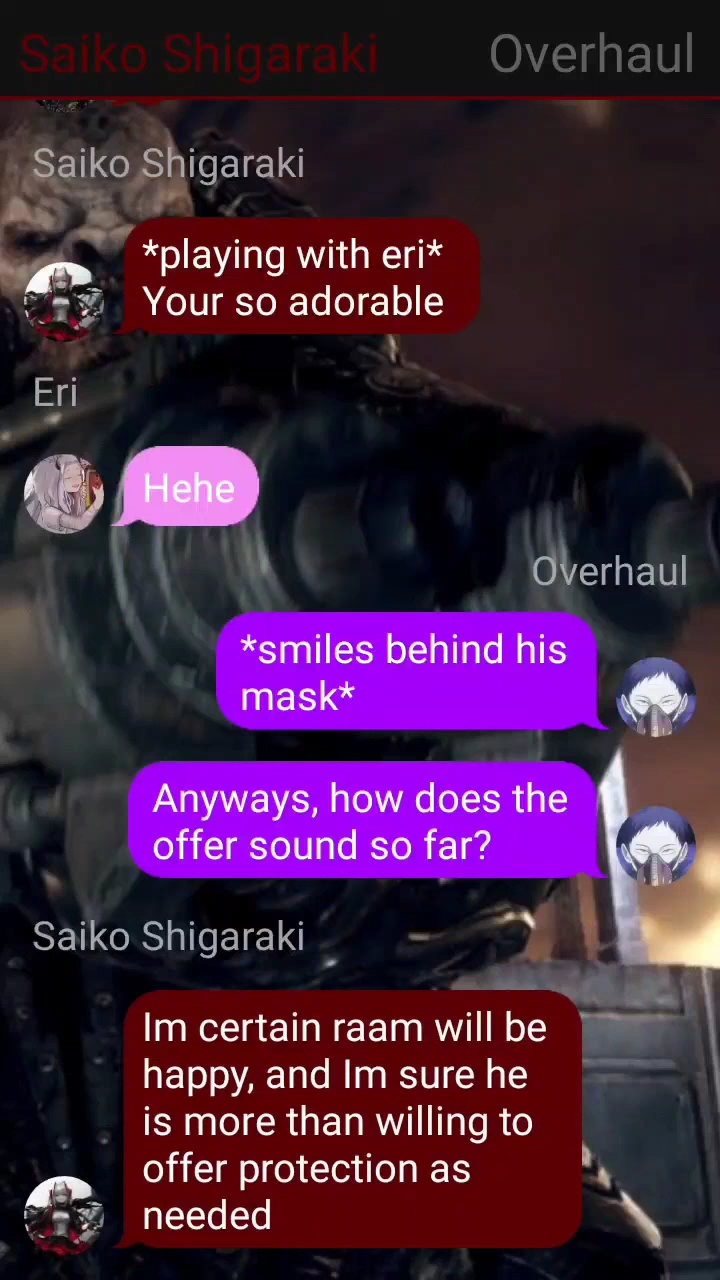 Saiko Shigaraki Overhaul
Saiko Shigaraki
*playing with eri*
Your so adorable
Eri
Hehe
Overhaul
*smiles behind his
mask*
Anyways, how does the
offer sound so far?
Saiko Shigaraki
Im certain raam will be
happy, and Im sure he
is more than willing to
offer protection as
needed